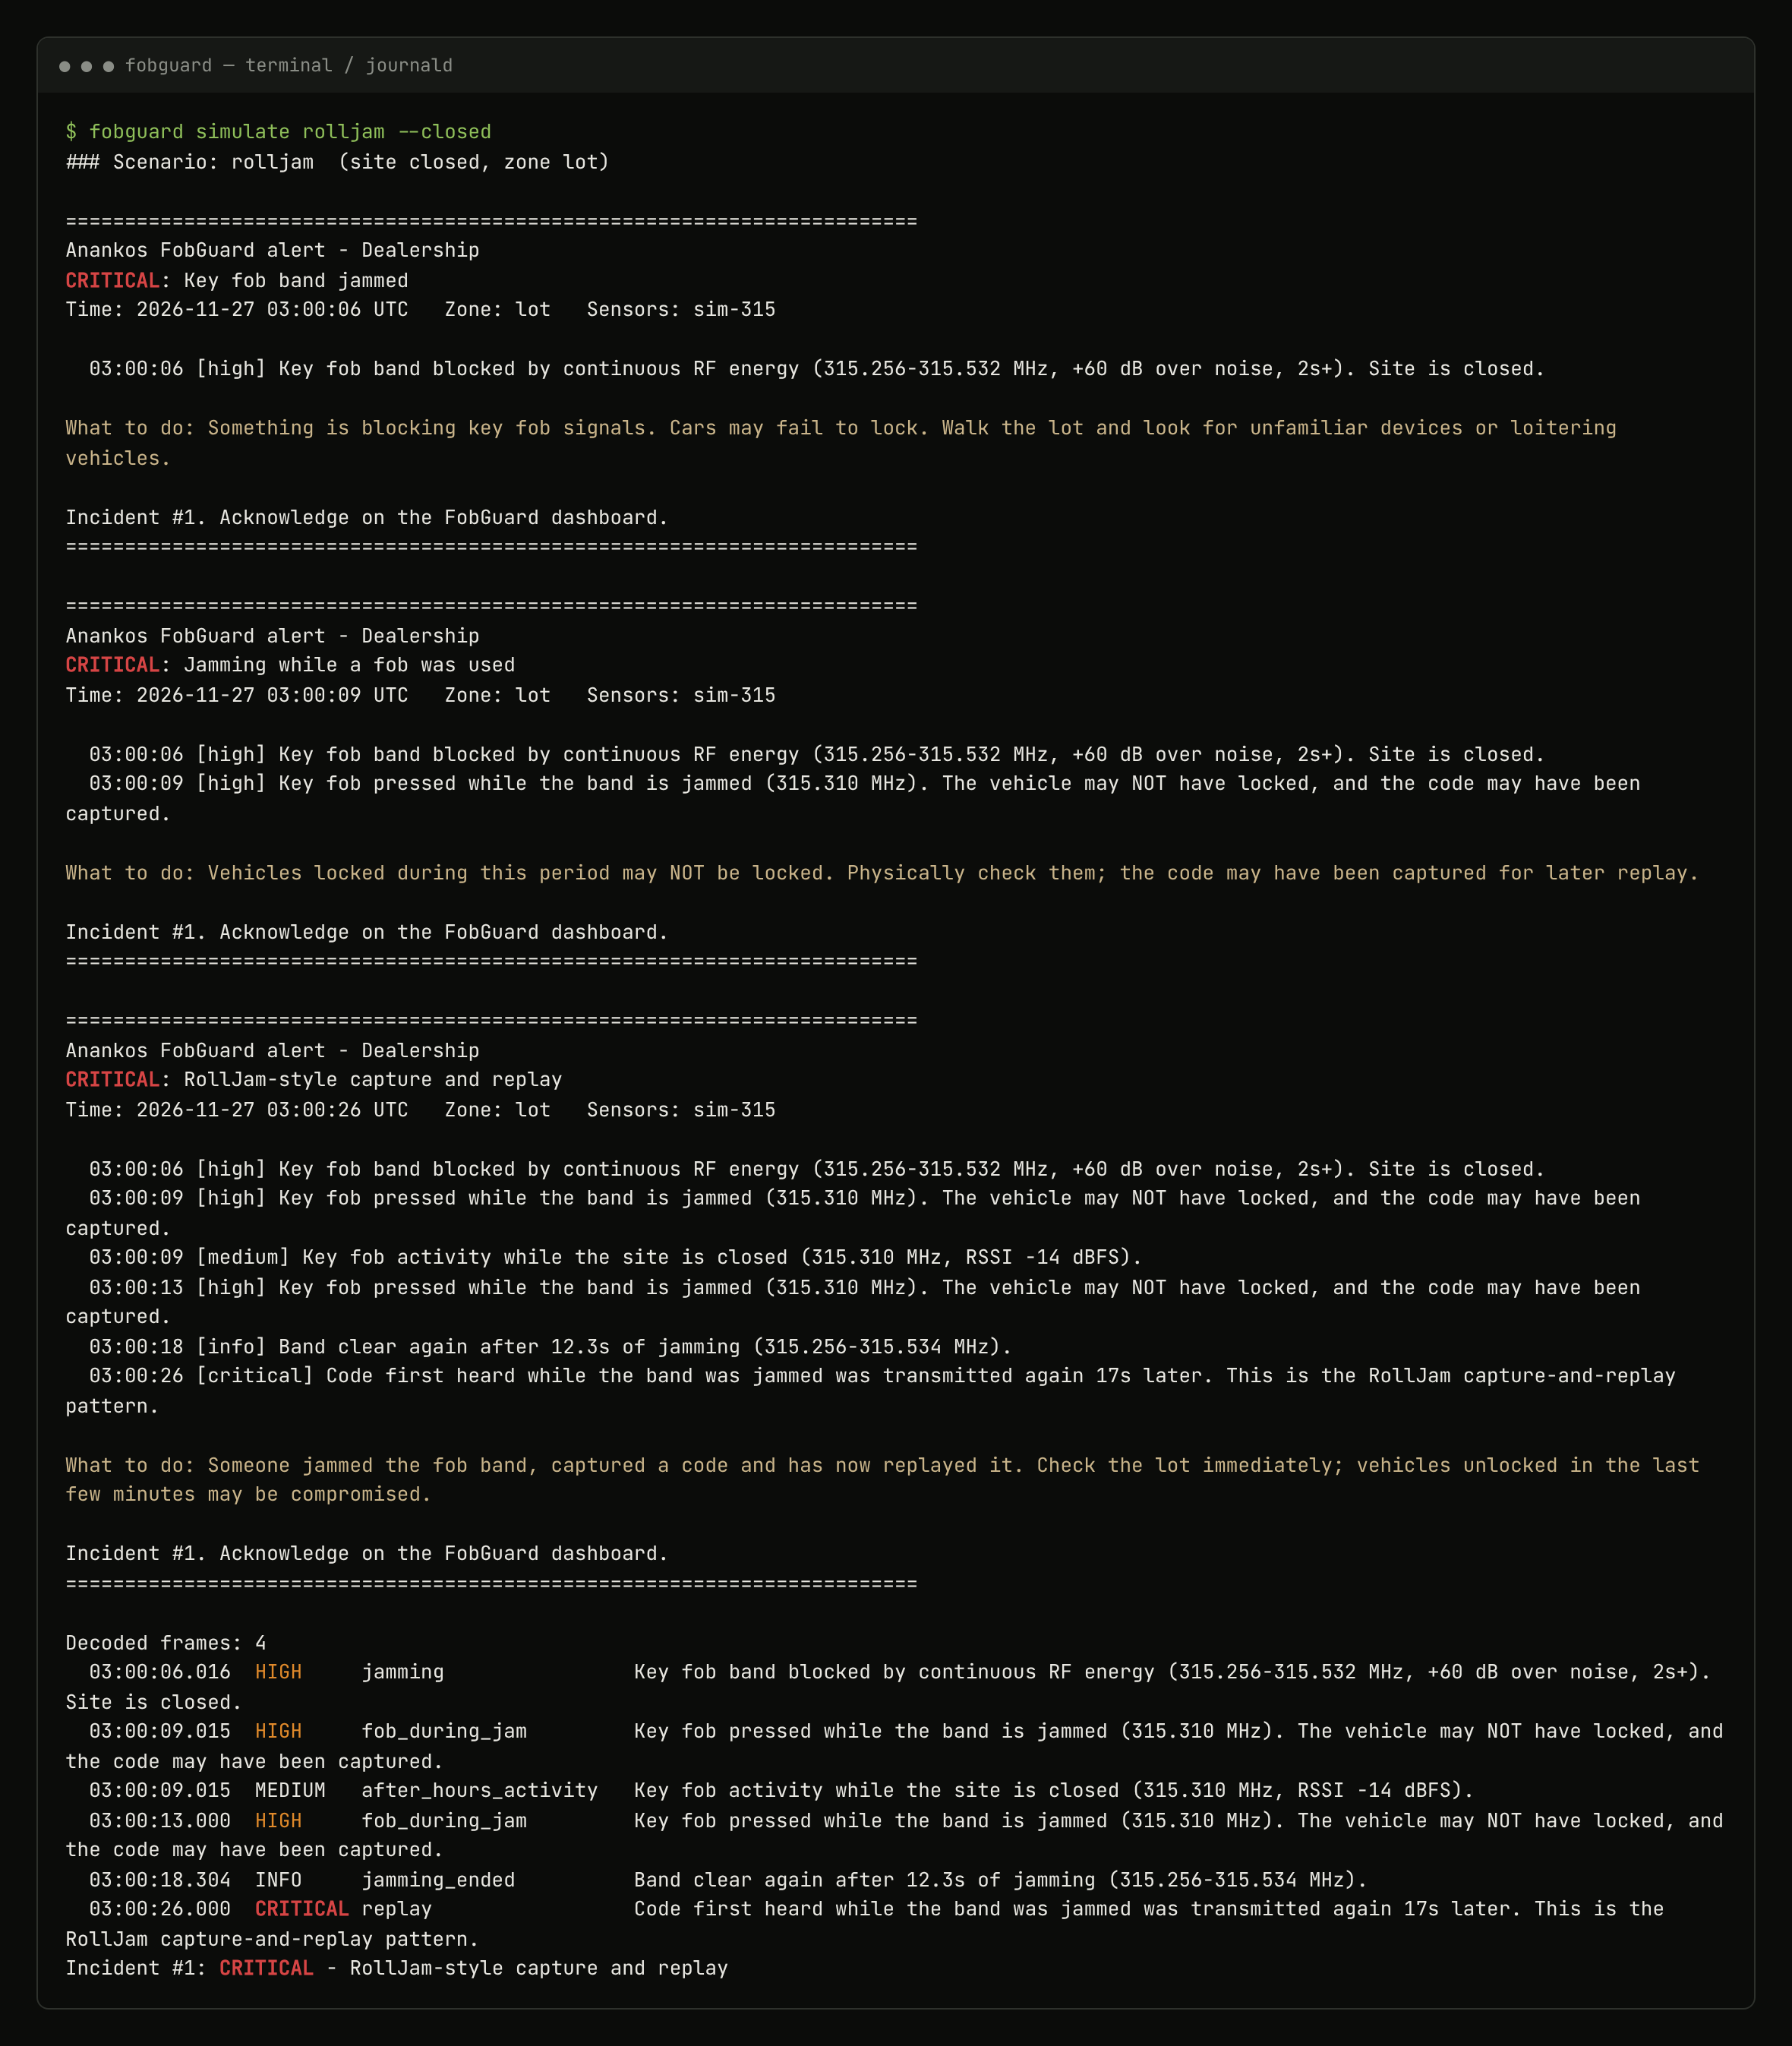 fobguard — terminal / journald
$ fobguard simulate rolljam --closed
### Scenario: rolljam  (site closed, zone lot)
========================================================================
Anankos FobGuard alert - Dealership
CRITICAL: Key fob band jammed
Time: 2026-11-27 03:00:06 UTC   Zone: lot   Sensors: sim-315
  03:00:06 [high] Key fob band blocked by continuous RF energy (315.256-315.532 MHz, +60 dB over noise, 2s+). Site is closed.
What to do: Something is blocking key fob signals. Cars may fail to lock. Walk the lot and look for unfamiliar devices or loitering
vehicles.
Incident #1. Acknowledge on the FobGuard dashboard.
========================================================================
========================================================================
Anankos FobGuard alert - Dealership
CRITICAL: Jamming while a fob was used
Time: 2026-11-27 03:00:09 UTC   Zone: lot   Sensors: sim-315
  03:00:06 [high] Key fob band blocked by continuous RF energy (315.256-315.532 MHz, +60 dB over noise, 2s+). Site is closed.
  03:00:09 [high] Key fob pressed while the band is jammed (315.310 MHz). The vehicle may NOT have locked, and the code may have been
captured.
What to do: Vehicles locked during this period may NOT be locked. Physically check them; the code may have been captured for later replay.
Incident #1. Acknowledge on the FobGuard dashboard.
========================================================================
========================================================================
Anankos FobGuard alert - Dealership
CRITICAL: RollJam-style capture and replay
Time: 2026-11-27 03:00:26 UTC   Zone: lot   Sensors: sim-315
  03:00:06 [high] Key fob band blocked by continuous RF energy (315.256-315.532 MHz, +60 dB over noise, 2s+). Site is closed.
  03:00:09 [high] Key fob pressed while the band is jammed (315.310 MHz). The vehicle may NOT have locked, and the code may have been
captured.
  03:00:09 [medium] Key fob activity while the site is closed (315.310 MHz, RSSI -14 dBFS).
  03:00:13 [high] Key fob pressed while the band is jammed (315.310 MHz). The vehicle may NOT have locked, and the code may have been
captured.
  03:00:18 [info] Band clear again after 12.3s of jamming (315.256-315.534 MHz).
  03:00:26 [critical] Code first heard while the band was jammed was transmitted again 17s later. This is the RollJam capture-and-replay
pattern.
What to do: Someone jammed the fob band, captured a code and has now replayed it. Check the lot immediately; vehicles unlocked in the last
few minutes may be compromised.
Incident #1. Acknowledge on the FobGuard dashboard.
========================================================================
Decoded frames: 4
  03:00:06.016  HIGH     jamming                Key fob band blocked by continuous RF energy (315.256-315.532 MHz, +60 dB over noise, 2s+).
Site is closed.
  03:00:09.015  HIGH     fob_during_jam         Key fob pressed while the band is jammed (315.310 MHz). The vehicle may NOT have locked, and
the code may have been captured.
  03:00:09.015  MEDIUM   after_hours_activity   Key fob activity while the site is closed (315.310 MHz, RSSI -14 dBFS).
  03:00:13.000  HIGH     fob_during_jam         Key fob pressed while the band is jammed (315.310 MHz). The vehicle may NOT have locked, and
the code may have been captured.
  03:00:18.304  INFO     jamming_ended          Band clear again after 12.3s of jamming (315.256-315.534 MHz).
  03:00:26.000  CRITICAL replay                 Code first heard while the band was jammed was transmitted again 17s later. This is the
RollJam capture-and-replay pattern.
Incident #1: CRITICAL - RollJam-style capture and replay